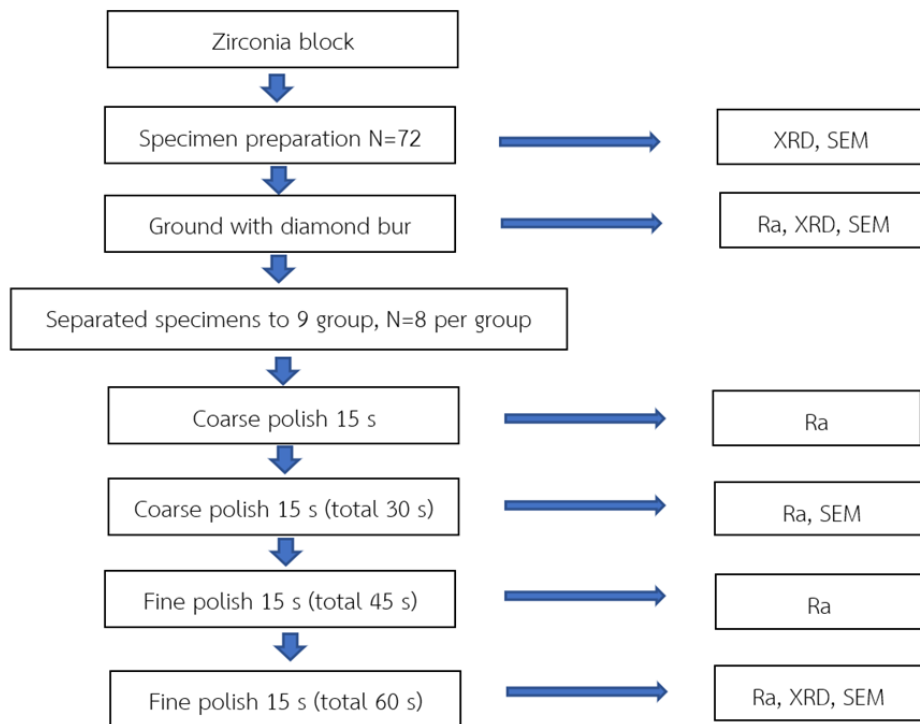 Zirconia block
Specimen preparation N=72
XRD, SEM
Ground with diamond bur
Ra, XRD, SEM
Separated specimens to 9 group, N=8 per group
Coarse polish 15 s
Ra
Coarse polish 15 s (total 30 s)
Ra, SEM
Fine polish 15 s (total 45 s)
Ra
Fine polish 15 s (total 60 s)
Ra, XRD, SEM